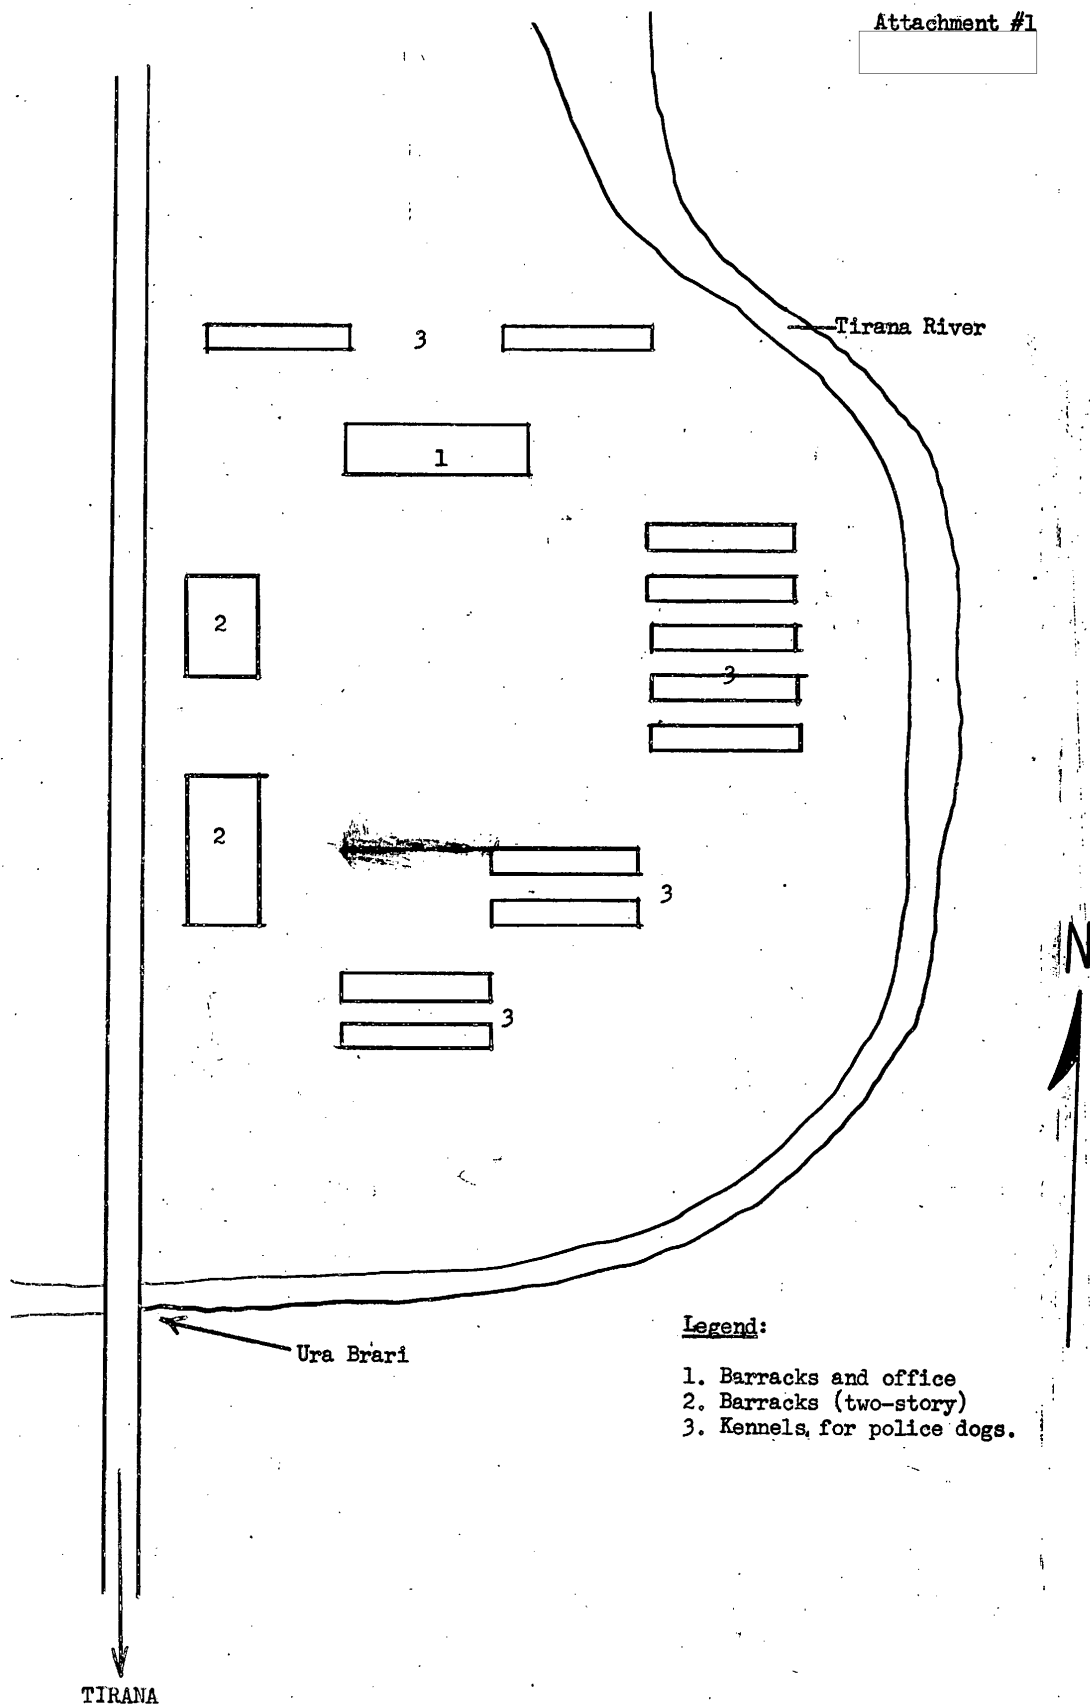 Attachment #1
Tirana River
3
1
2
3
2
3
3
N
Ura Brari
Legend:
1. Barracks and office
2. Barracks (two-story)
3. Kennels, for police dogs.
TIRANA